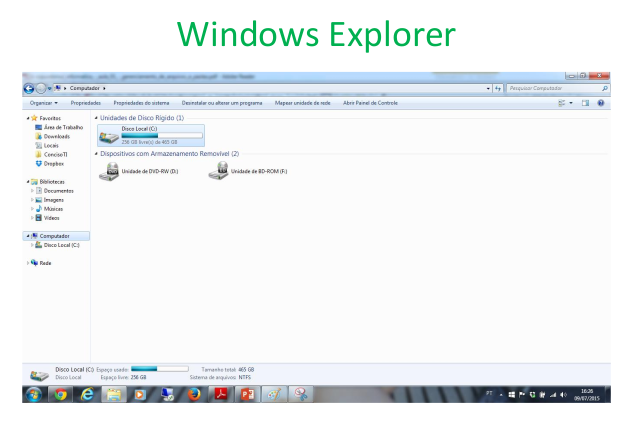 Windows Explorer
Computador
Pesquisar Computador
Organizar Propriedades Propriedades do sistema Desinstalar ou alterar um programa Mapear unidade de rede Abrir Painel de Controle
Favoritos
Área de Trabalho
Downloads
Locais
ConcisoTI
Dropbox
Bibliotecas
Documentos
Imagens
Músicas
Vídeos
Computador
Disco Local (C:)
Rede
Unidades de Disco Rígido (1)
Disco Local (C:)
256 GB livre(s) de 465 GB
Dispositivos com Armazenamento Removível (2)
Unidade de DVD-RW (D:)
Unidade de BD-ROM (F:)
Disco Local (C:) Espaço usado: Tamanho total: 465 GB
Disco Local Espaço livre: 256 GB Sistema de arquivos: NTFS
PT
16:26
09/07/2015